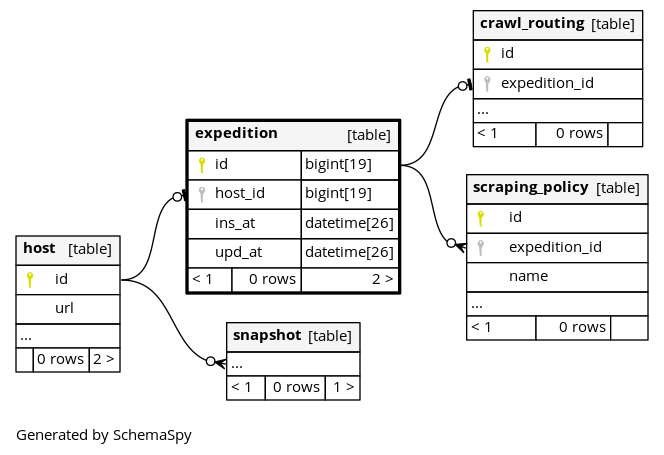 crawl_routing [table]
id
expedition_id
...
< 1 0 rows
expedition [table]
id bigint[19]
host_id bigint[19]
ins_at datetime[26]
upd_at datetime[26]
< 1 0 rows 2 >
scraping_policy [table]
id
expedition_id
name
...
< 1 0 rows
host [table]
id
url
...
0 rows 2 >
snapshot [table]
...
< 1 0 rows 1 >
Generated by SchemaSpy